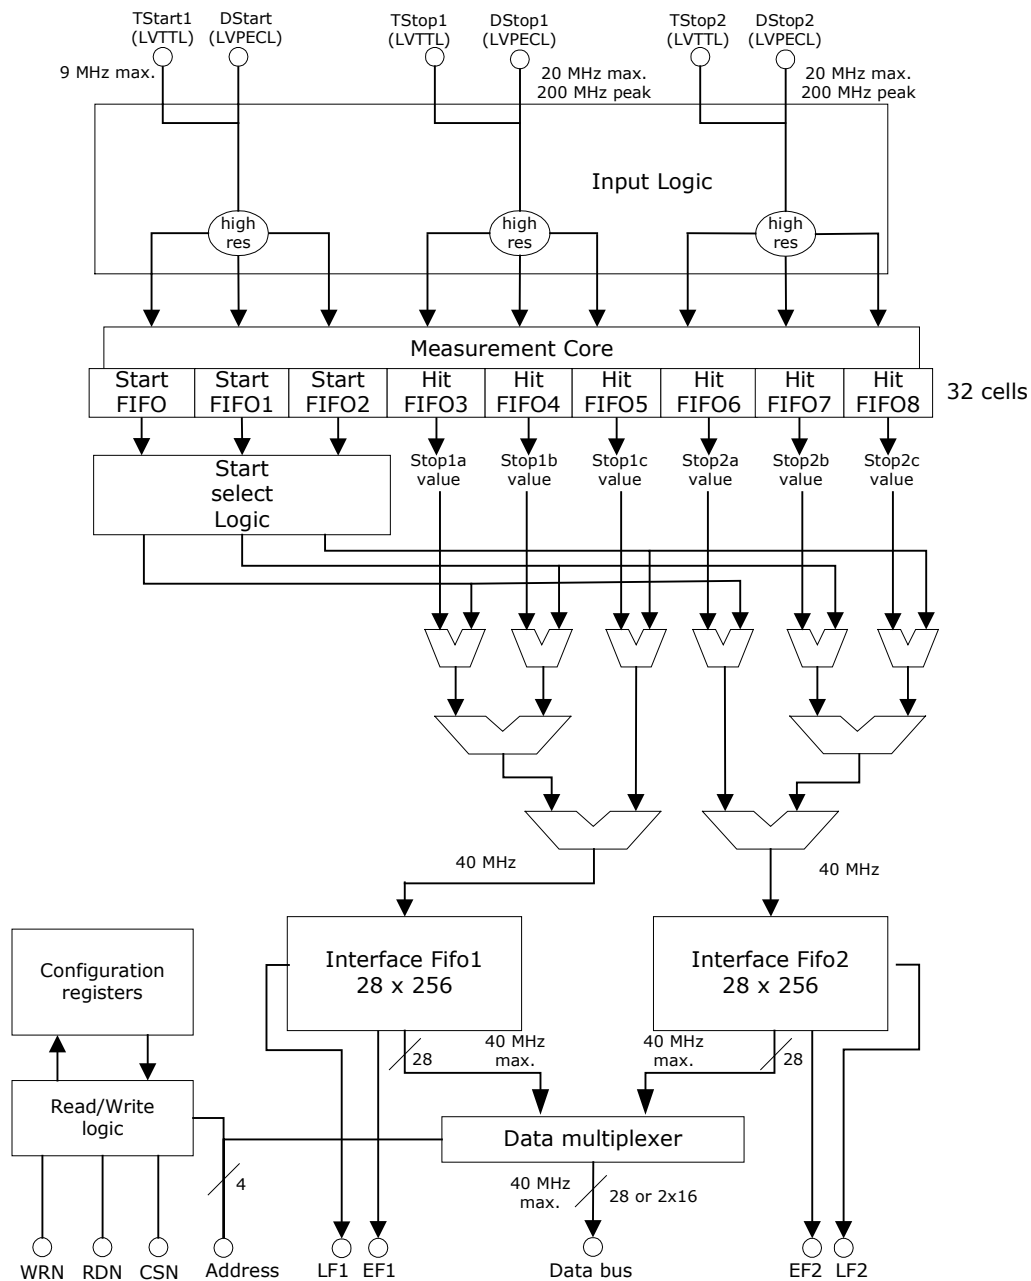 TStart1
(LVTTL)
DStart
(LVPECL)
TStop1
(LVTTL)
DStop1
(LVPECL)
TStop2
(LVTTL)
DStop2
(LVPECL)
9 MHz max.
20 MHz max.
200 MHz peak
20 MHz max.
200 MHz peak
Input Logic
high
res
high
res
high
res
Measurement Core
Start
FIFO
Start
FIFO1
Start
FIFO2
Hit
FIFO3
Hit
FIFO4
Hit
FIFO5
Hit
FIFO6
Hit
FIFO7
Hit
FIFO8
32 cells
Start
select
Logic
Stop1a
value
Stop1b
value
Stop1c
value
Stop2a
value
Stop2b
value
Stop2c
value
40 MHz
40 MHz
Configuration
registers
Interface Fifo1
28 x 256
Interface Fifo2
28 x 256
28
40 MHz
max.
40 MHz
max.
28
Read/Write
logic
Data multiplexer
4
40 MHz
max.
28 or 2x16
WRN
RDN
CSN
Address
LF1
EF1
Data bus
EF2
LF2